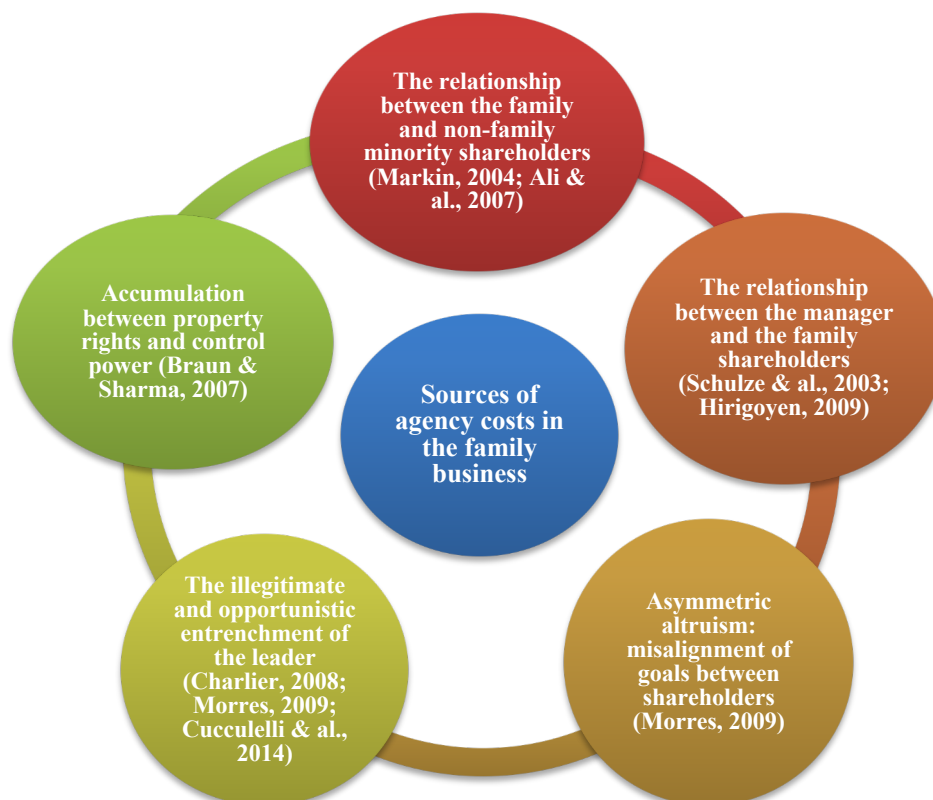 The relationship
between the family
and non-family
minority shareholders
(Markin, 2004; Ali &
al., 2007)
The relationship
between the manager
and the family
shareholders
(Schulze & al., 2003;
Hirigoyen, 2009)
Asymmetric
altruism:
misalignment of
goals between
shareholders
(Morres, 2009)
The illegitimate
and opportunistic
entrenchment of
the leader
(Charlier, 2008;
Morres, 2009;
Cucculelli & al.,
2014)
Accumulation
between property
rights and control
power (Braun &
Sharma, 2007)
Sources of
agency costs in
the family
business